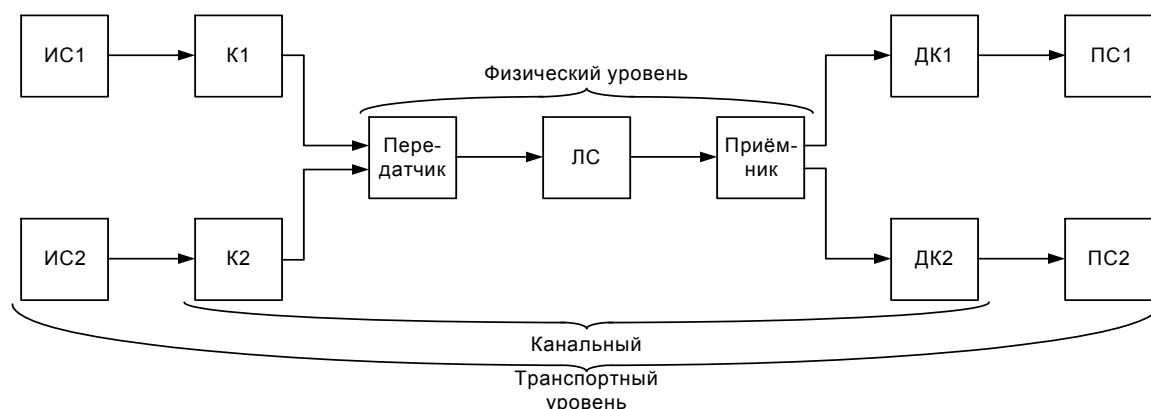 ИС1
К1
ДК1
ПС1
Физический уровень
Пере-
датчик
ЛС
Приём-
ник
ИС2
К2
ДК2
ПС2
Канальный
Транспортный
уровень